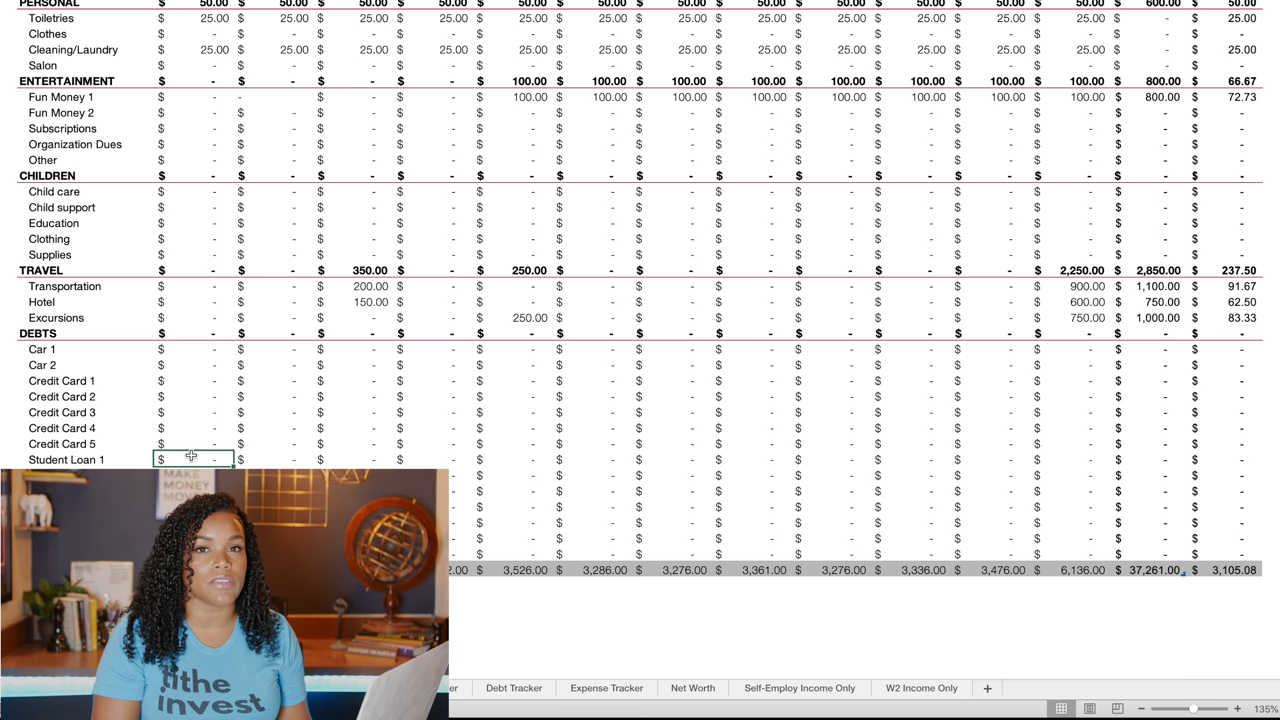 PERSONAL $ 50.00 $ 50.00 $ 50.00 $ 50.00 $ 50.00 $ 50.00 $ 50.00 $ 50.00 $ 50.00 $ 50.00 $ 50.00 $ 50.00 $ 600.00 $ 50.00
Toiletries $ 25.00 $ 25.00 $ 25.00 $ 25.00 $ 25.00 $ 25.00 $ 25.00 $ 25.00 $ 25.00 $ 25.00 $ 25.00 $ 25.00 $ - $ 25.00
Clothes $ - $ - $ - $ - $ - $ - $ - $ - $ - $ - $ - $ - $ - $ -
Cleaning/Laundry $ 25.00 $ 25.00 $ 25.00 $ 25.00 $ 25.00 $ 25.00 $ 25.00 $ 25.00 $ 25.00 $ 25.00 $ 25.00 $ 25.00 $ - $ 25.00
Salon $ - $ - $ - $ - $ - $ - $ - $ - $ - $ - $ - $ - $ - $ -
ENTERTAINMENT $ - $ - $ - $ - $ 100.00 $ 100.00 $ 100.00 $ 100.00 $ 100.00 $ 100.00 $ 100.00 $ 100.00 $ 800.00 $ 66.67
Fun Money 1 $ - - $ - $ - $ 100.00 $ 100.00 $ 100.00 $ 100.00 $ 100.00 $ 100.00 $ 100.00 $ 100.00 $ 800.00 $ 72.73
Fun Money 2 $ - $ - $ - $ - $ - $ - $ - $ - $ - $ - $ - $ - $ - $ -
Subscriptions $ - $ - $ - $ - $ - $ - $ - $ - $ - $ - $ - $ - $ - $ -
Organization Dues $ - $ - $ - $ - $ - $ - $ - $ - $ - $ - $ - $ - $ - $ -
Other $ - $ - $ - $ - $ - $ - $ - $ - $ - $ - $ - $ - $ - $ -
CHILDREN $ - $ - $ - $ - $ - $ - $ - $ - $ - $ - $ - $ - $ - $ -
Child care $ - $ - $ - $ - $ - $ - $ - $ - $ - $ - $ - $ - $ - $ -
Child support $ - $ - $ - $ - $ - $ - $ - $ - $ - $ - $ - $ - $ - $ -
Education $ - $ - $ - $ - $ - $ - $ - $ - $ - $ - $ - $ - $ - $ -
Clothing $ - $ - $ - $ - $ - $ - $ - $ - $ - $ - $ - $ - $ - $ -
Supplies $ - $ - $ - $ - $ - $ - $ - $ - $ - $ - $ - $ - $ - $ -
TRAVEL $ - $ - $ 350.00 $ - $ 250.00 $ - $ - $ - $ - $ - $ - $ 2,250.00 $ 2,850.00 $ 237.50
Transportation $ - $ - $ 200.00 $ - $ - $ - $ - $ - $ - $ - $ - $ 900.00 $ 1,100.00 $ 91.67
Hotel $ - $ - $ 150.00 $ - $ - $ - $ - $ - $ - $ - $ - $ 600.00 $ 750.00 $ 62.50
Excursions $ - $ - $ - $ - $ 250.00 $ - $ - $ - $ - $ - $ - $ 750.00 $ 1,000.00 $ 83.33
DEBTS $ - $ - $ - $ - $ - $ - $ - $ - $ - $ - $ - $ - $ - $ -
Car 1 $ - $ - $ - $ - $ - $ - $ - $ - $ - $ - $ - $ - $ - $ -
Car 2 $ - $ - $ - $ - $ - $ - $ - $ - $ - $ - $ - $ - $ - $ -
Credit Card 1 $ - $ - $ - $ - $ - $ - $ - $ - $ - $ - $ - $ - $ - $ -
Credit Card 2 $ - $ - $ - $ - $ - $ - $ - $ - $ - $ - $ - $ - $ - $ -
Credit Card 3 $ - $ - $ - $ - $ - $ - $ - $ - $ - $ - $ - $ - $ - $ -
Credit Card 4 $ - $ - $ - $ - $ - $ - $ - $ - $ - $ - $ - $ - $ - $ -
Credit Card 5 $ - $ - $ - $ - $ - $ - $ - $ - $ - $ - $ - $ - $ - $ -
Student Loan 1 $ - $ - $ - $ - $ - $ - $ - $ - $ - $ - $ - $ - $ - $ -
- $ - $ - $ - $ - $ - $ - $ - $ - $ - $ -
- $ - $ - $ - $ - $ - $ - $ - $ - $ - $ -
- $ - $ - $ - $ - $ - $ - $ - $ - $ - $ -
- $ - $ - $ - $ - $ - $ - $ - $ - $ - $ -
- $ - $ - $ - $ - $ - $ - $ - $ - $ - $ -
- $ - $ - $ - $ - $ - $ - $ - $ - $ - $ -
2.00 $ 3,526.00 $ 3,286.00 $ 3,276.00 $ 3,361.00 $ 3,276.00 $ 3,336.00 $ 3,476.00 $ 6,136.00 $ 37,261.00 $ 3,105.08
MAKE
MONEY
MOVE
tithe
invest
er Debt Tracker Expense Tracker Net Worth Self-Employ Income Only W2 Income Only +
− + 135%